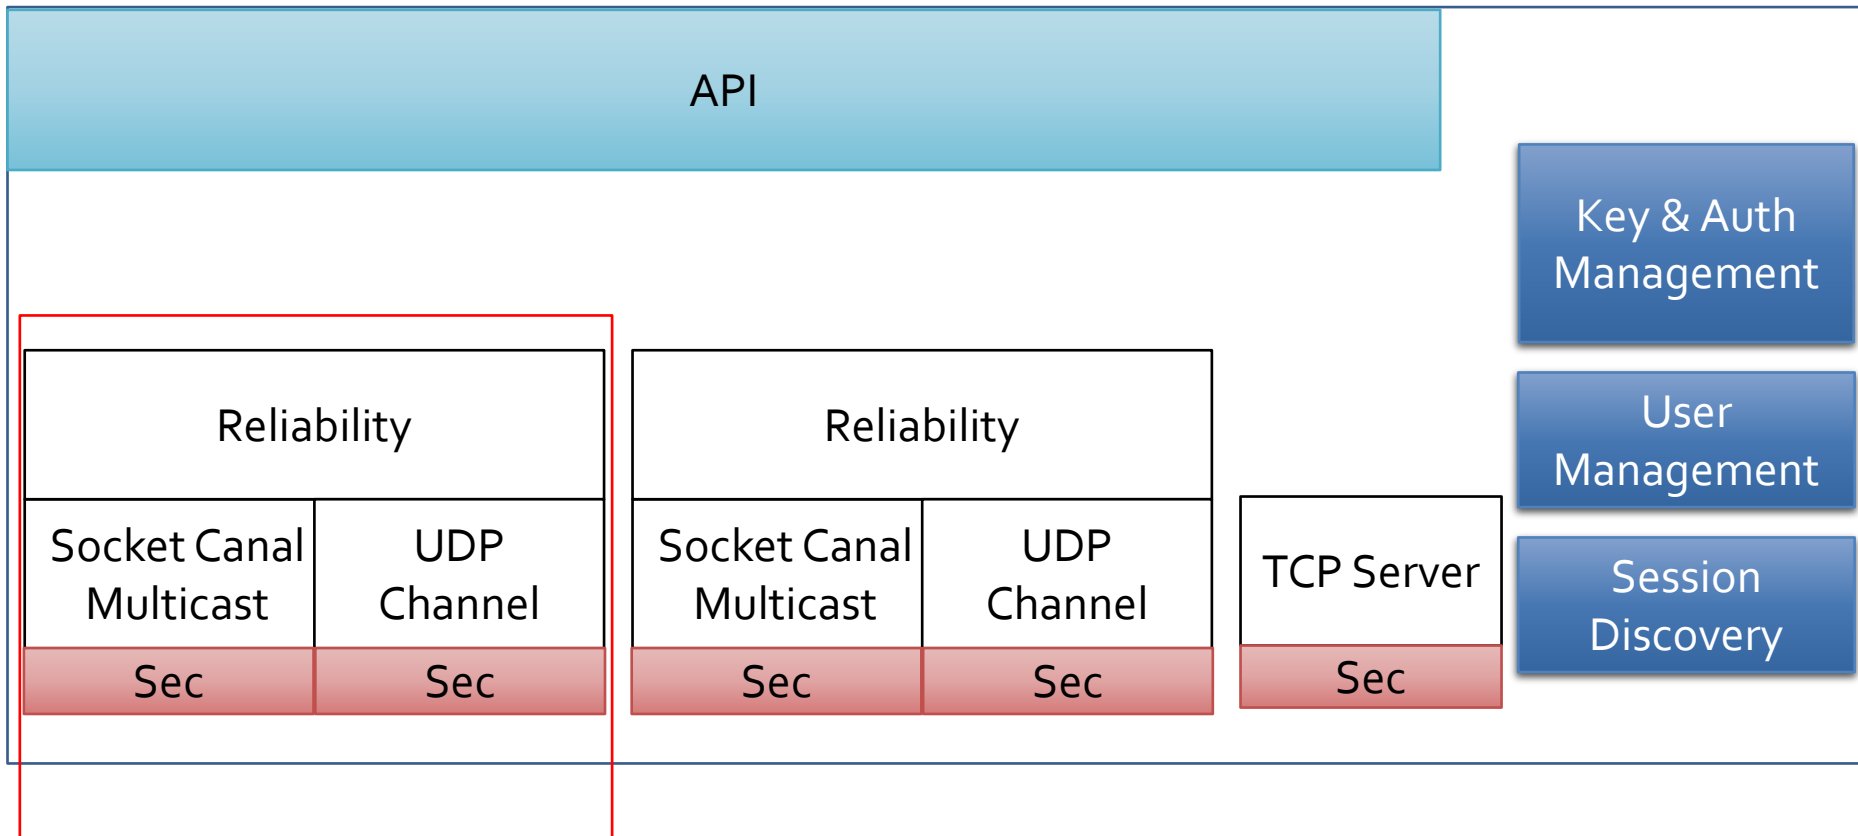 API
Key & Auth
Management
Reliability
Reliability
User
Management
Socket Canal
Multicast
UDP
Channel
Socket Canal
Multicast
UDP
Channel
TCP Server
Session
Discovery
Sec
Sec
Sec
Sec
Sec